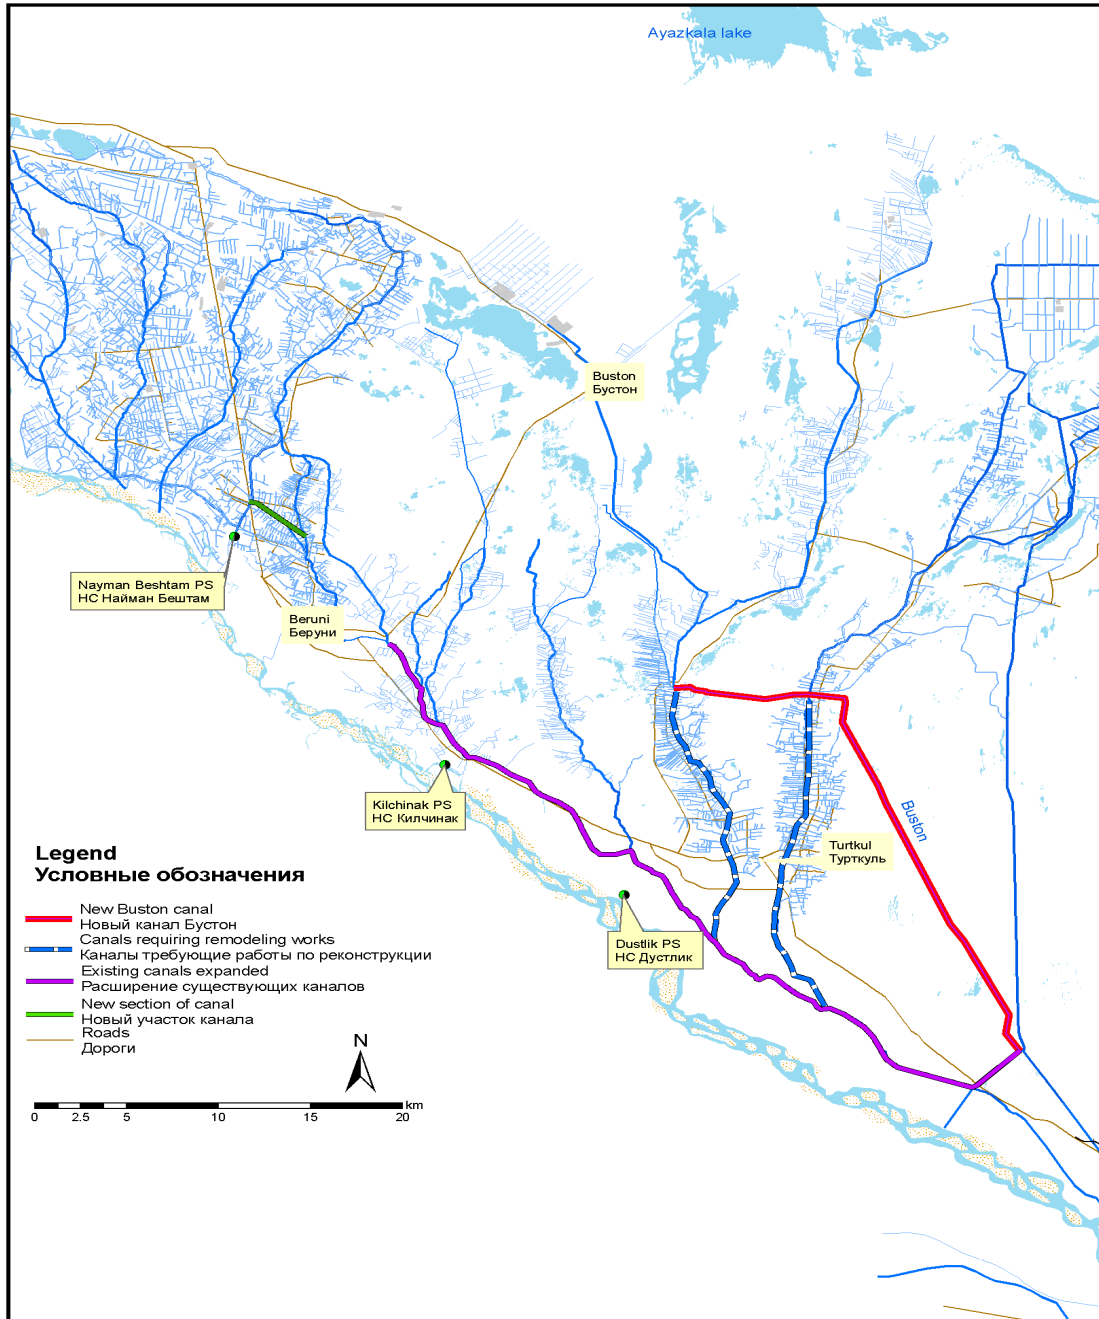 Ayazkala lake
Buston
Бустон
Nayman Beshtam PS
НС Найман Бештам
Beruni
Беруни
Kilchinak PS
НС Килчинак
Buston
Turtkul
Турткуль
Dustlik PS
НС Дустлик
Legend
Условные обозначения
New Buston canal
Новый канал Бустон
Canals requiring remodeling works
Каналы требующие работы по реконструкции
Existing canals expanded
Расширение существующих каналов
New section of canal
Новый участок канала
Roads
Дороги
N
km
0 2.5 5 10 15 20